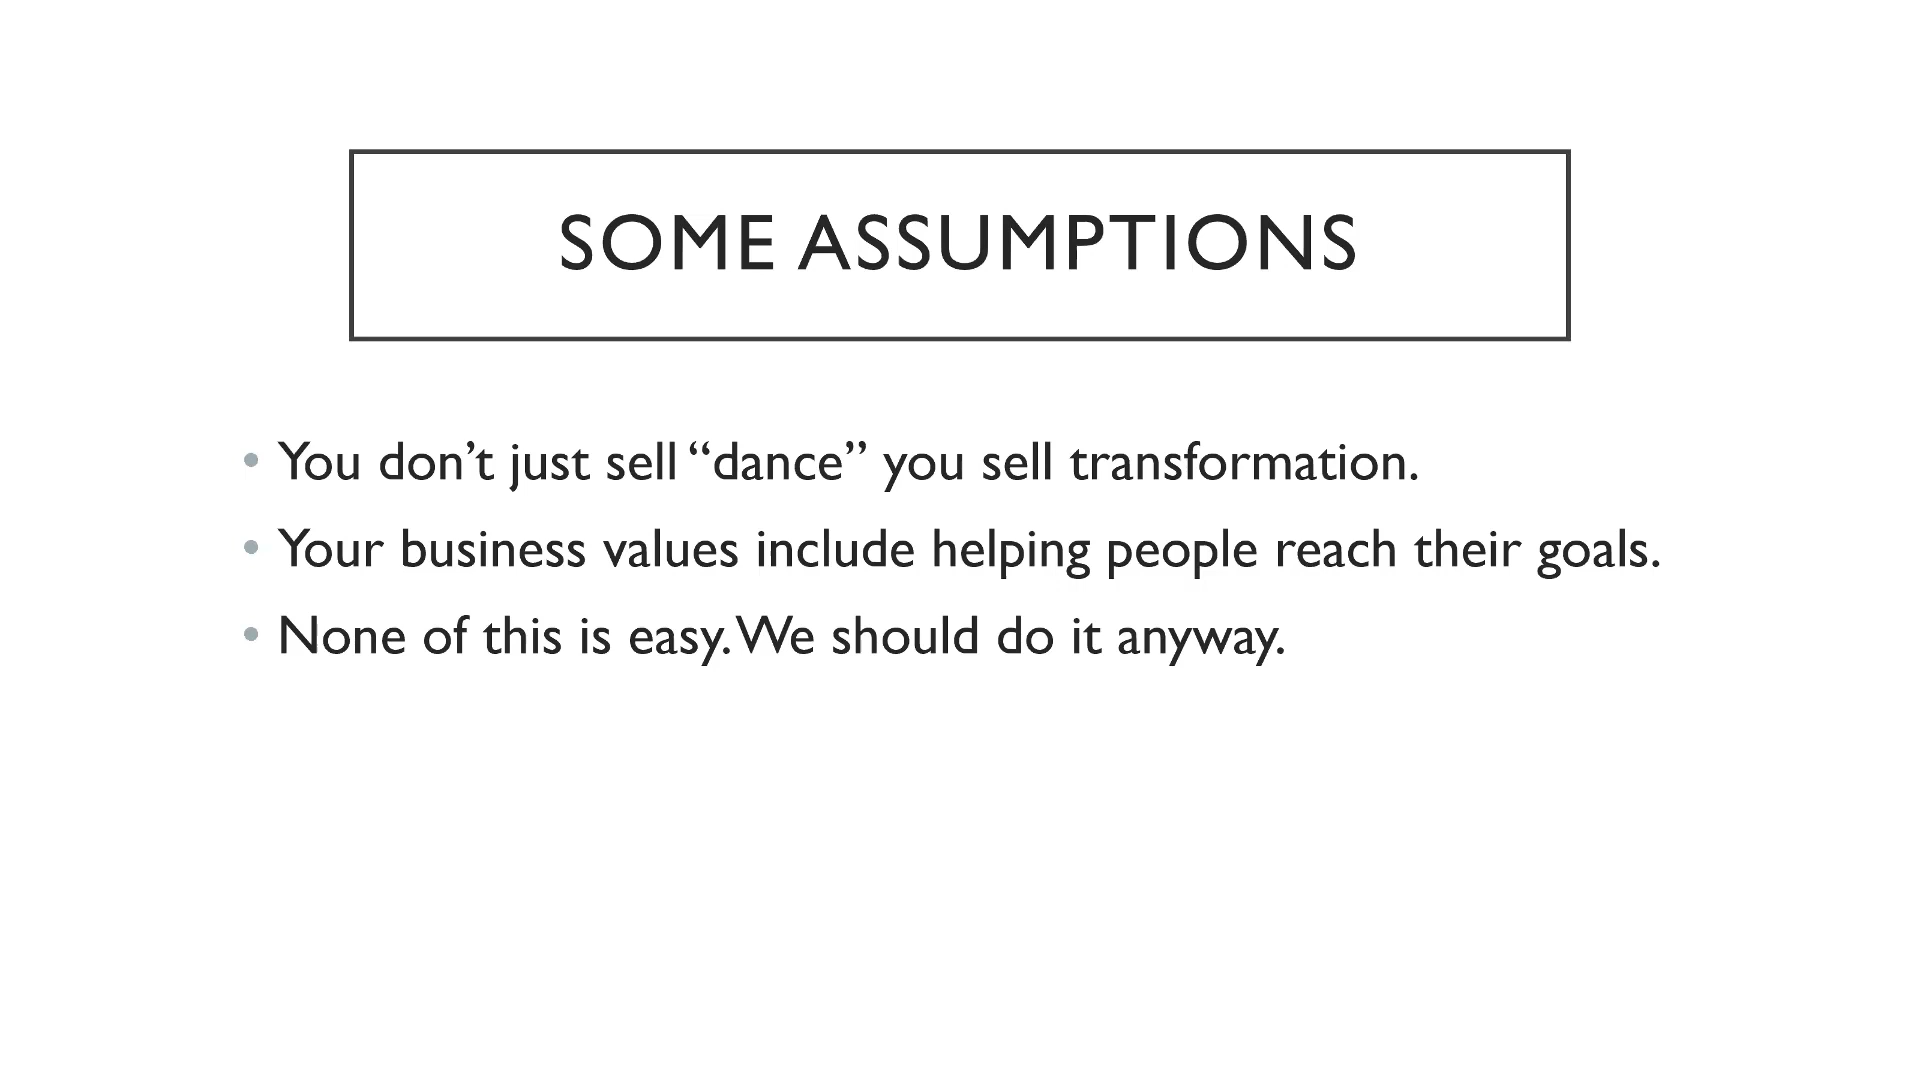 SOME ASSUMPTIONS
• You don’t just sell “dance” you sell transformation.
• Your business values include helping people reach their goals.
• None of this is easy. We should do it anyway.